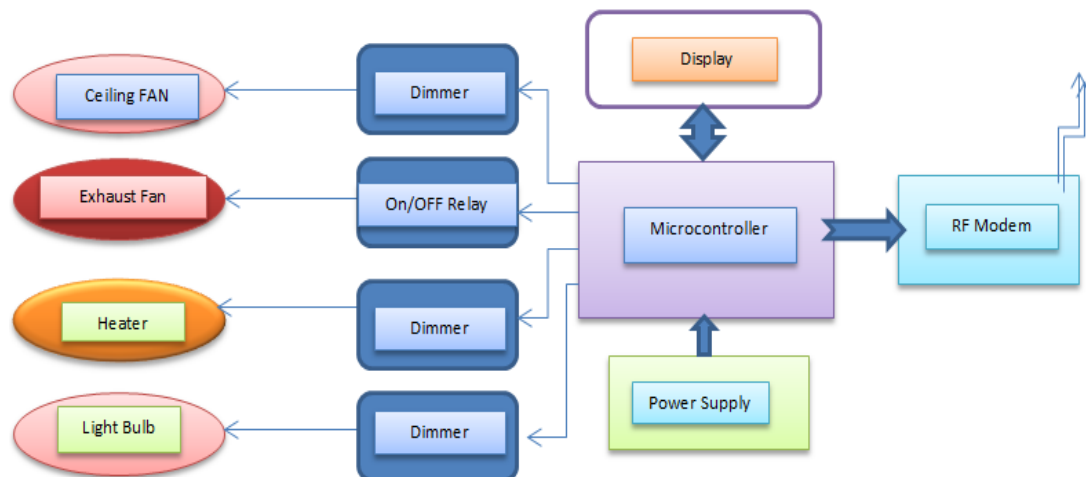 Display
Ceiling FAN
Dimmer
Exhaust Fan
On/OFF Relay
Microcontroller
RF Modem
Heater
Dimmer
Power Supply
Light Bulb
Dimmer